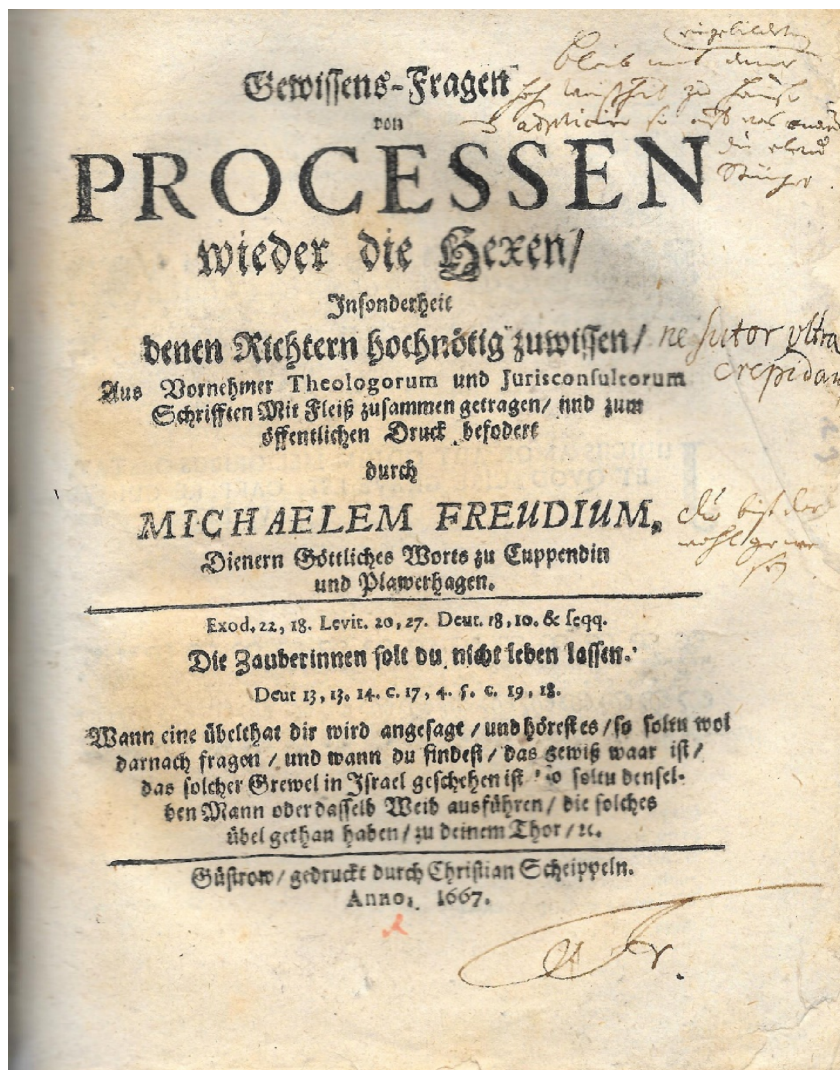 Gewissens-Fragen
von
PROCESSEN
wieder die Hexen/
Insonderheit
denen Richtern hochnötig zuwissen/
ne sutor ultra
crepidam
Aus Vornehmer Theologorum und Jurisconsultorum
Schrifften Mit Fleiß zusammen getragen/ und zum
öffentlichen Druck befodert
durch
MICHAELEM FREUDIUM,
Dienern Göttliches Worts zu Cuppendin
und Plawerhagen.
Exod. 22, 18. Levit. 20, 27. Deut. 18, 10. & seqq.
Die Zauberinnen solt du nicht leben lassen.
Deut 13, 13. 14. c. 17, 4. 5. c. 19, 18.
Wann eine übelthat dir wird angesagt / und hörest es / so soltu wol
darnach fragen / und wann du findest / das gewiß waar ist /
das solcher Grewel in Israel geschehen ist so soltu densel-
ben Mann oder dasselb Weib ausführen / die solches
übel gethan haben / zu deinem Thor / ꝛc.
Güstrow / gedruckt durch Christian Scheippeln.
Anno, 1667.